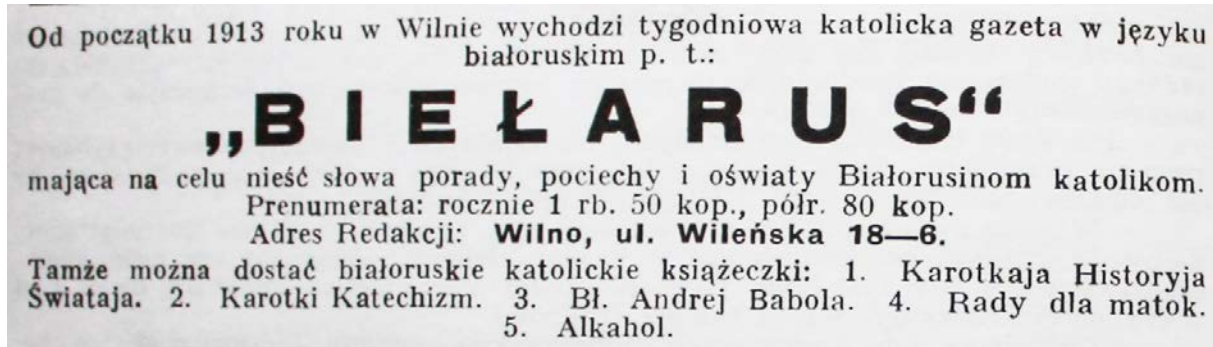 Od początku 1913 roku w Wilnie wychodzi tygodniowa katolicka gazeta w języku
białoruskim p. t.:
„BIEŁARUS“
mająca na celu nieść słowa porady, pociechy i oświaty Białorusinom katolikom.
Prenumerata: rocznie 1 rb. 50 kop., półr. 80 kop.
Adres Redakcji: Wilno, ul. Wileńska 18—6.
Tamże można dostać białoruskie katolickie książeczki: 1. Karotkaja Historyja
Świataja. 2. Karotki Katechizm. 3. Bł. Andrej Babola. 4. Rady dla matok.
5. Alkahol.